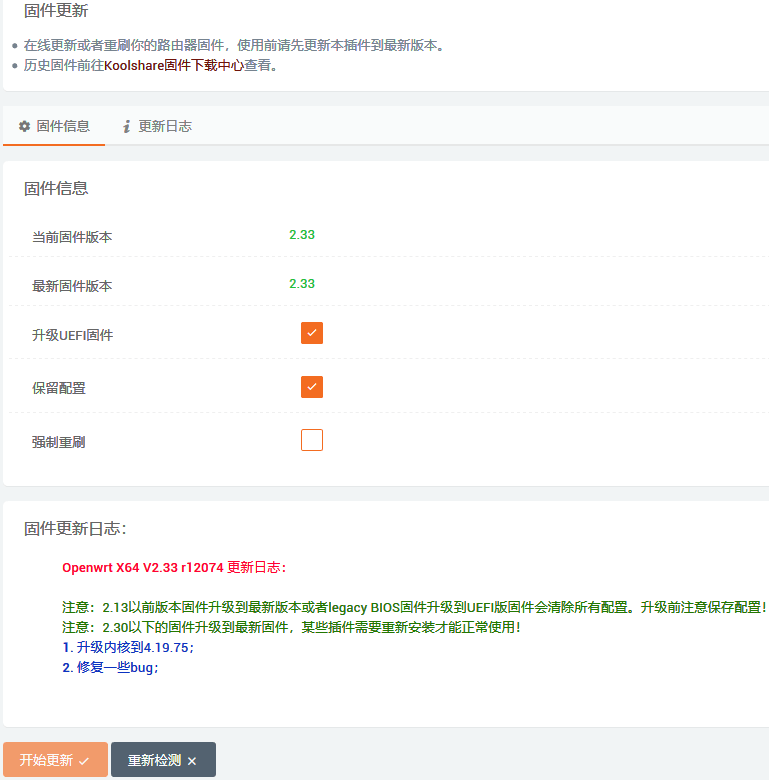 固件更新
在线更新或者重刷你的路由器固件，使用前请先更新本插件到最新版本。
历史固件前往Koolshare固件下载中心查看。
固件信息 更新日志
固件信息
当前固件版本 2.33
最新固件版本 2.33
升级UEFI固件
保留配置
强制重刷
固件更新日志：
Openwrt X64 V2.33 r12074 更新日志：
注意：2.13以前版本固件升级到最新版本或者legacy BIOS固件升级到UEFI版固件会清除所有配置。升级前注意保存配置！
注意：2.30以下的固件升级到最新固件，某些插件需要重新安装才能正常使用！
1. 升级内核到4.19.75；
2. 修复一些bug；
开始更新 重新检测